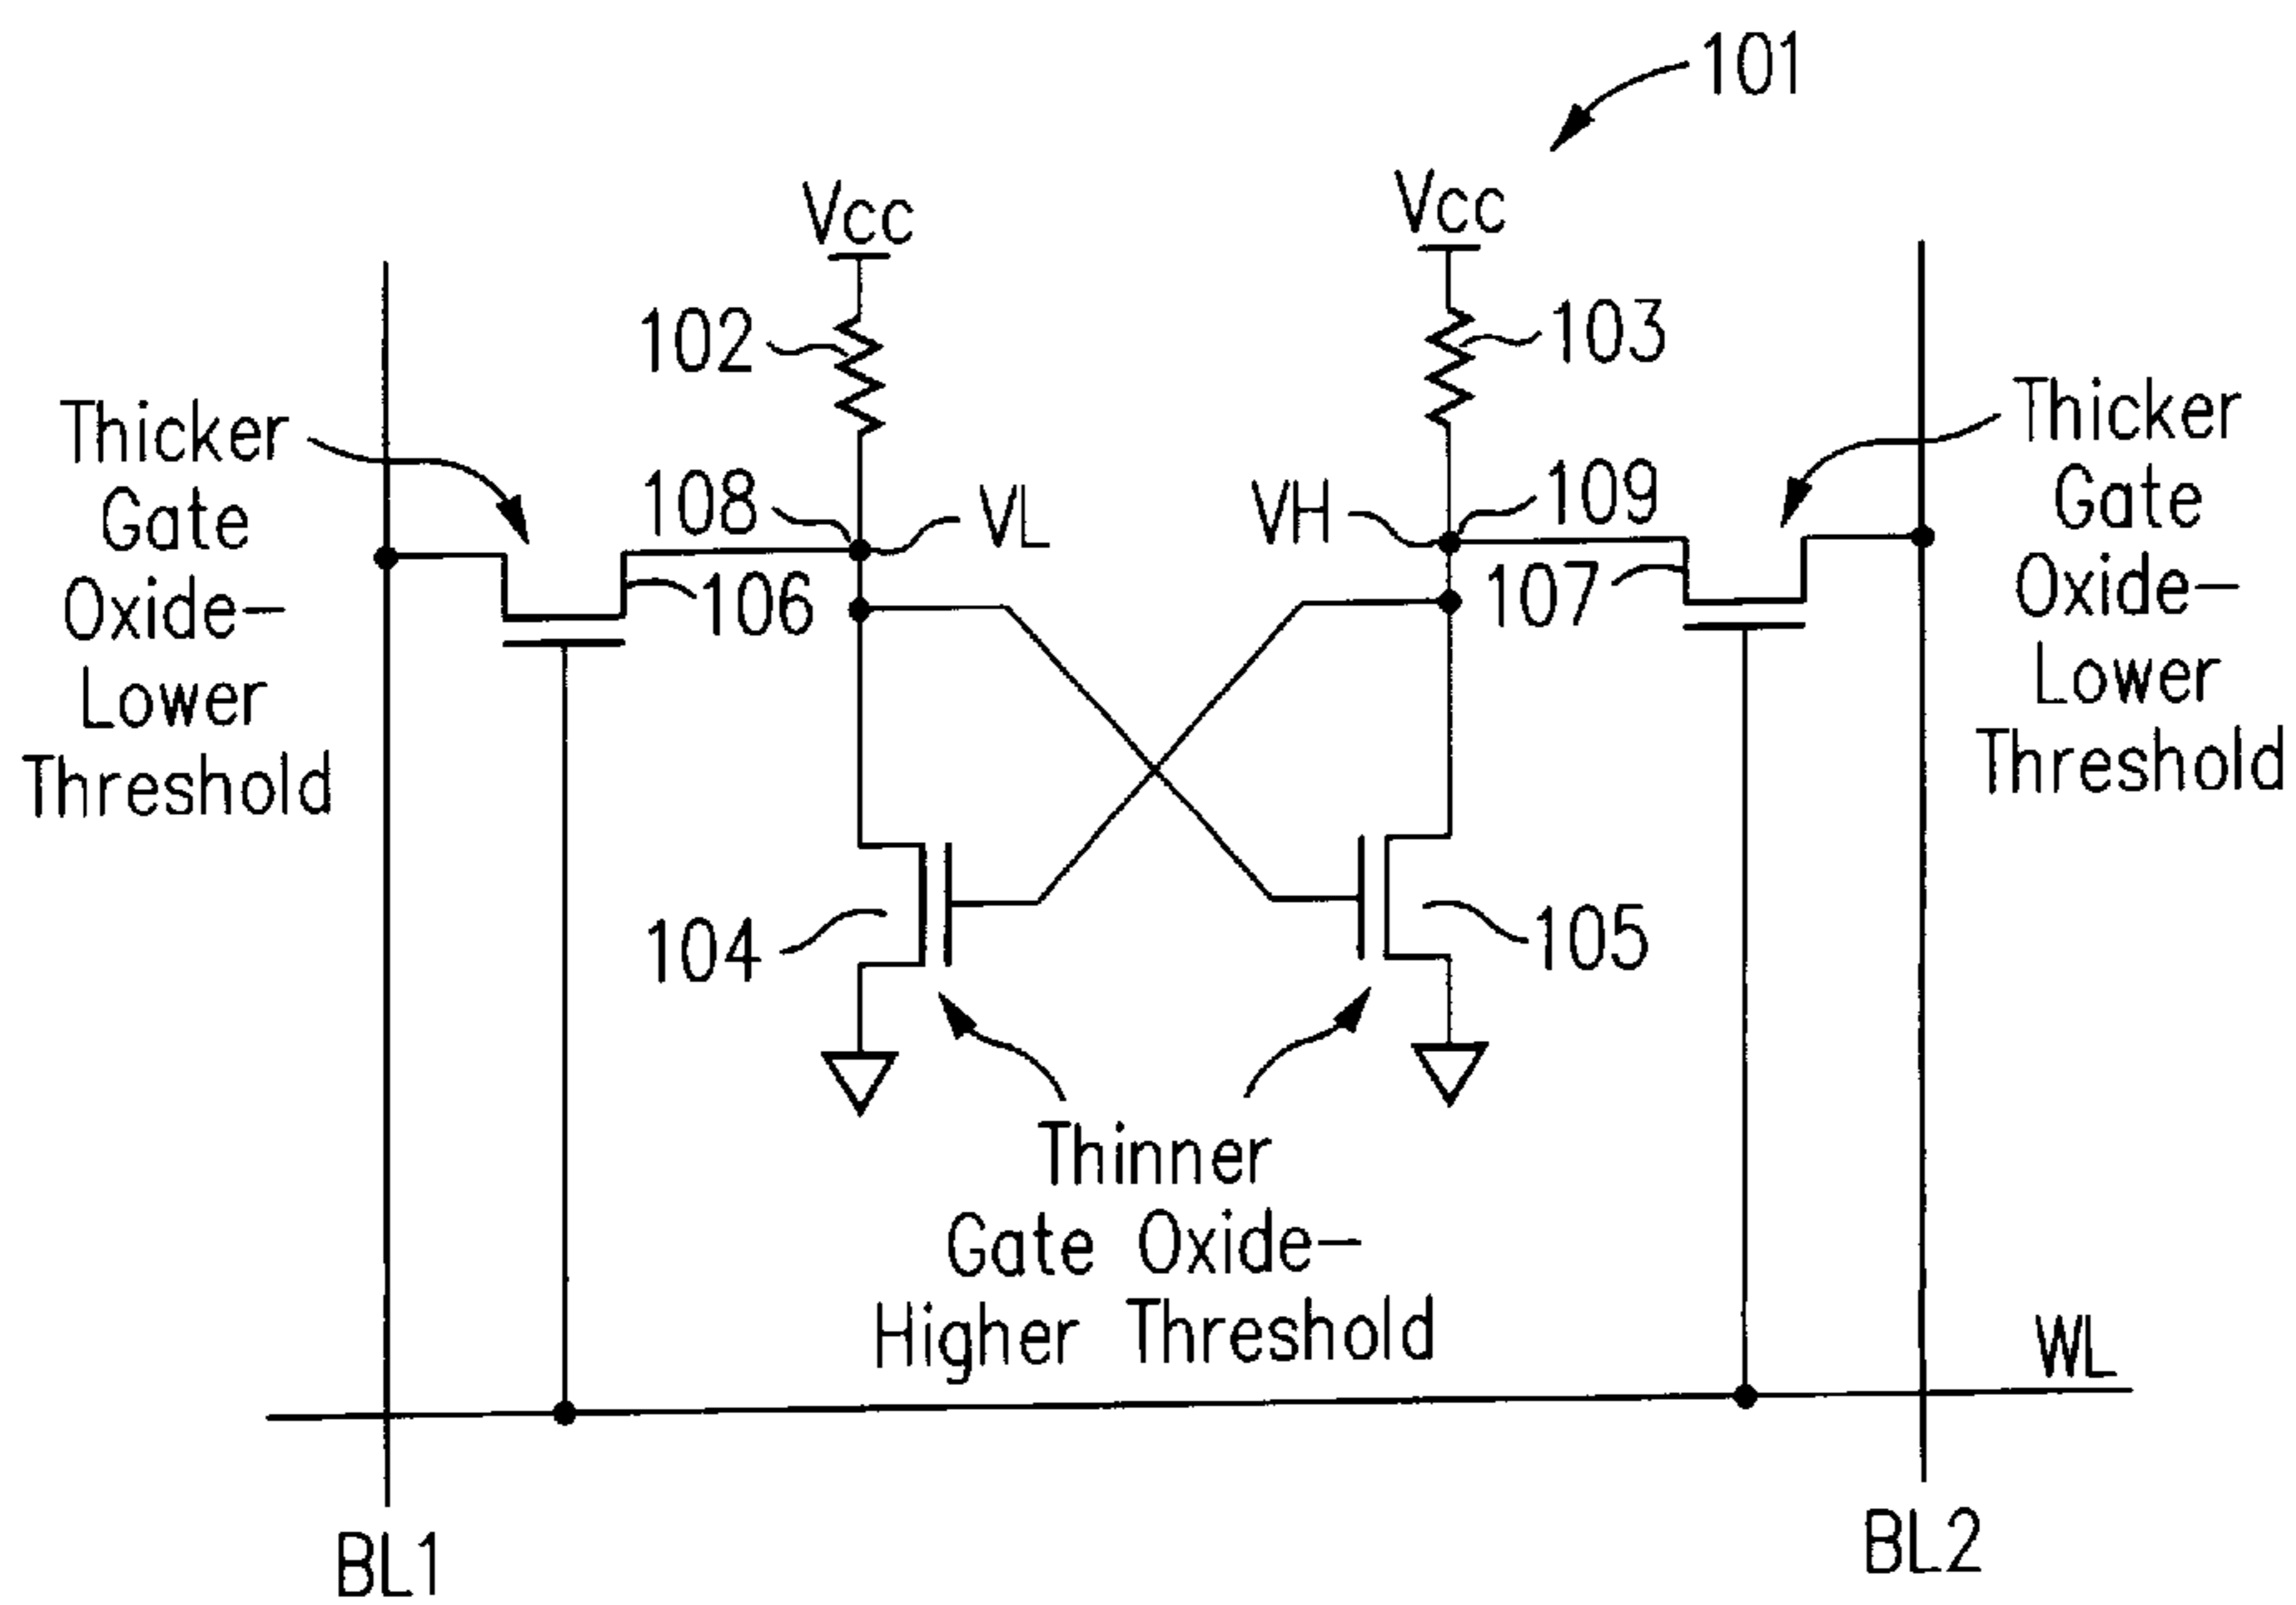 101
Vcc
Vcc
102
103
Thicker
Gate
Oxide–
Lower
Threshold
108
VL
VH
109
Thicker
Gate
Oxide–
Lower
Threshold
106
107
104
105
Thinner
Gate Oxide–
Higher Threshold
WL
BL1
BL2